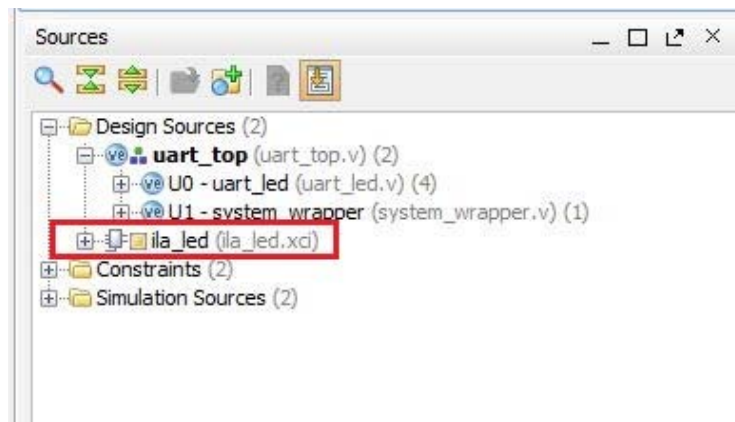 Sources
Design Sources (2)
uart_top (uart_top.v) (2)
U0 - uart_led (uart_led.v) (4)
U1 - system_wrapper (system_wrapper.v) (1)
ila_led (ila_led.xci)
Constraints (2)
Simulation Sources (2)